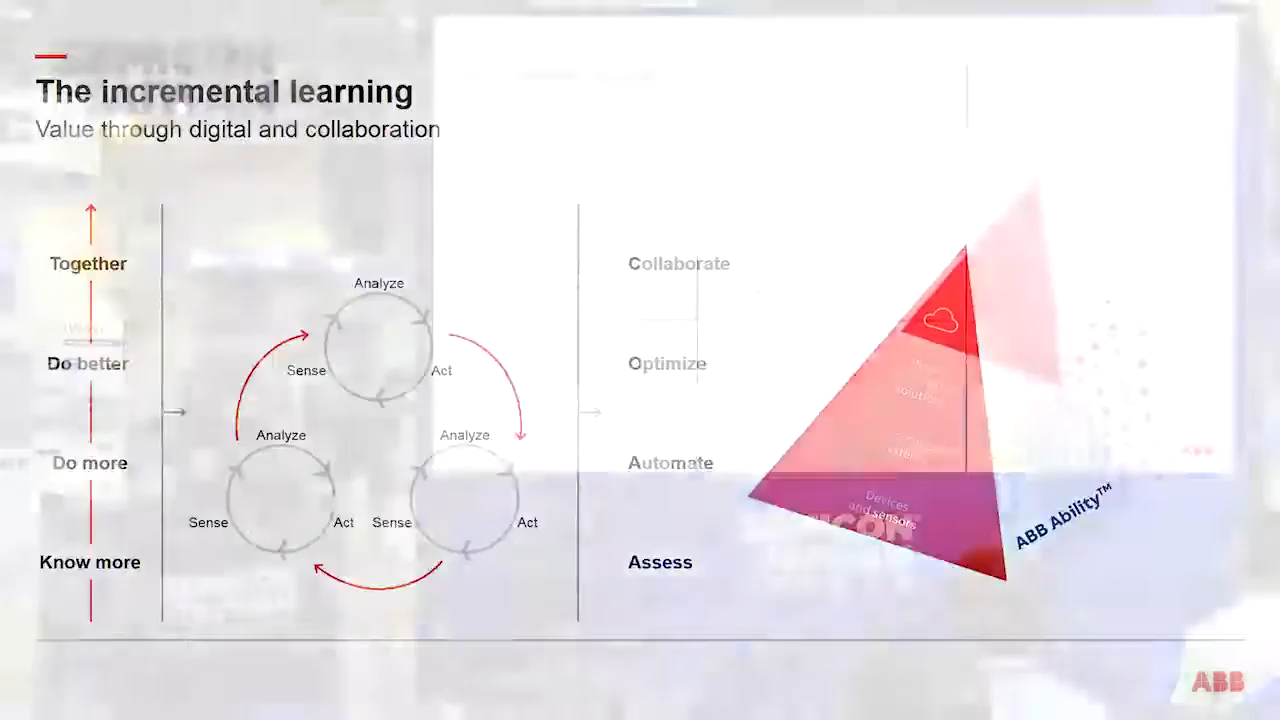 The incremental learning
Value through digital and collaboration
Together
Do better
Do more
Know more
Analyze
Sense
Act
Analyze
Sense
Act
Analyze
Sense
Act
Collaborate
Optimize
Automate
Assess
Devices
and sensors
ABB Ability™
ABB